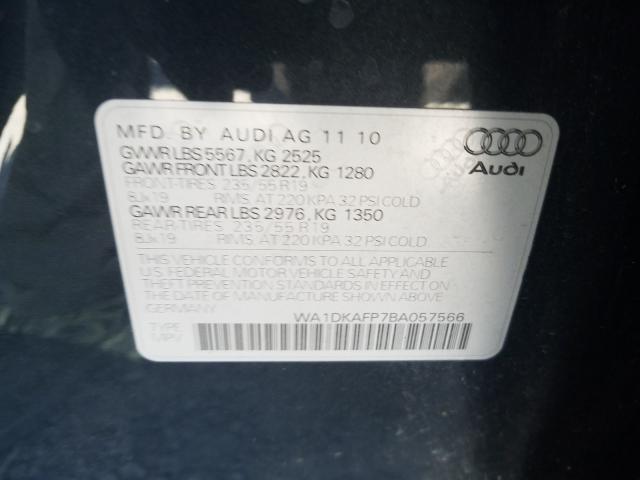 MFD. BY AUDI AG 11 10
GVWR LBS 5567, KG 2525
GAWR FRONT LBS 2822, KG 1280
FRONT-TIRES 235/55 R19
8Jx19 RIMS, AT 220 KPA 32 PSI COLD
GAWR REAR LBS 2976, KG 1350
REAR-TIRES 235/55 R19
8Jx19 RIMS, AT 220 KPA 32 PSI COLD
Audi
THIS VEHICLE CONFORMS TO ALL APPLICABLE
U.S. FEDERAL MOTOR VEHICLE SAFETY AND
THEFT PREVENTION STANDARDS IN EFFECT ON
THE DATE OF MANUFACTURE SHOWN ABOVE
GERMANY
WA1DKAFP7BA057566
TYPE
MPV